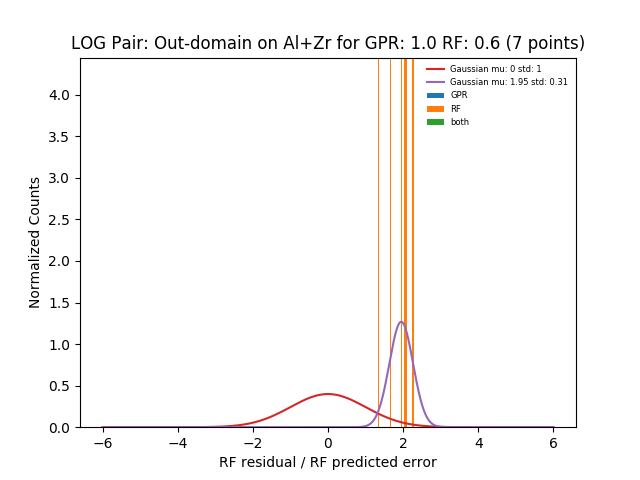 LOG Pair: Out-domain on Al+Zr for GPR: 1.0 RF: 0.6 (7 points)
Gaussian mu: 0 std: 1
Gaussian mu: 1.95 std: 0.31
GPR
RF
both
Normalized Counts
4.0
3.5
3.0
2.5
2.0
1.5
1.0
0.5
0.0
−6 −4 −2 0 2 4 6
RF residual / RF predicted error